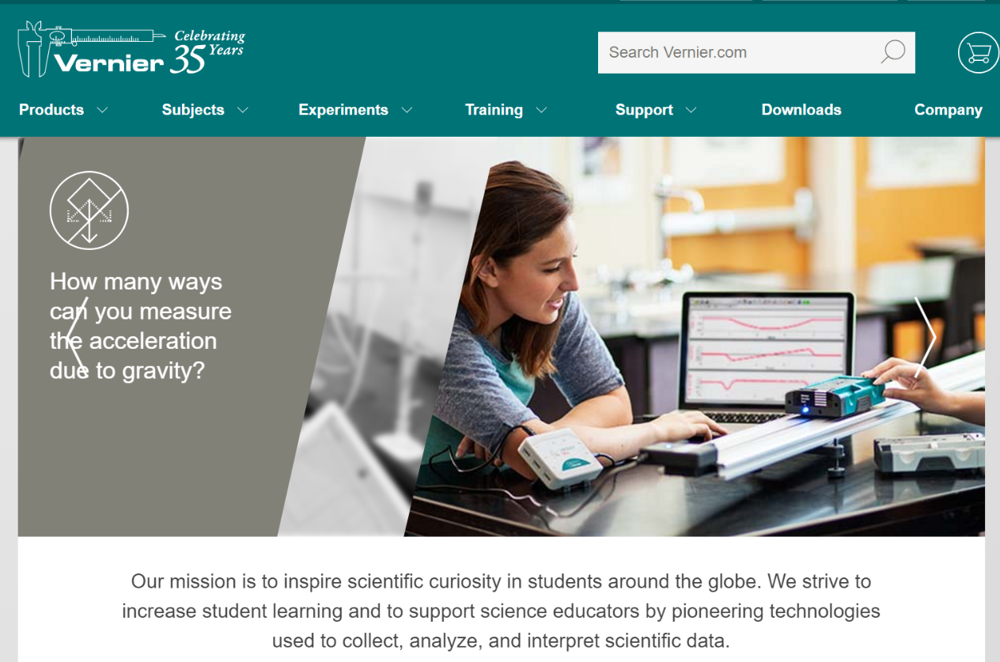 Celebrating
35 Years
Vernier
Search Vernier.com
Products
Subjects
Experiments
Training
Support
Downloads
Company
How many ways
can you measure
the acceleration
due to gravity?
Our mission is to inspire scientific curiosity in students around the globe. We strive to
increase student learning and to support science educators by pioneering technologies
used to collect, analyze, and interpret scientific data.